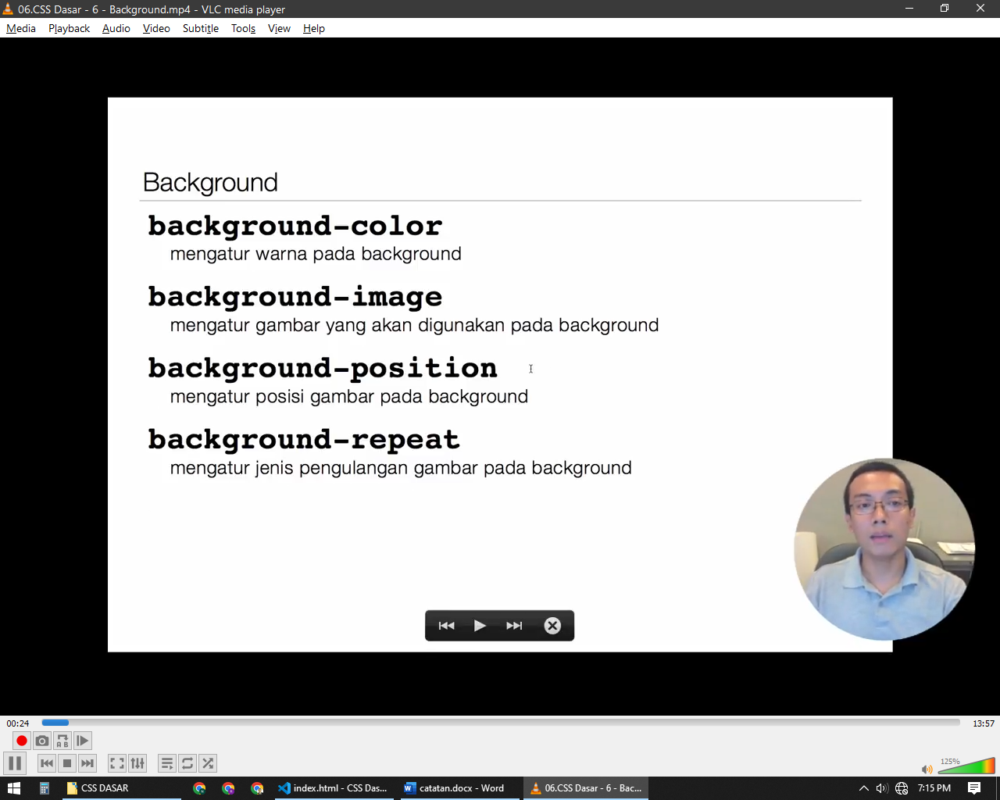 06.CSS Dasar - 6 - Background.mp4 - VLC media player
Media Playback Audio Video Subtitle Tools View Help
Background
background-color
mengatur warna pada background
background-image
mengatur gambar yang akan digunakan pada background
background-position
mengatur posisi gambar pada background
background-repeat
mengatur jenis pengulangan gambar pada background
00:24
13:57
A B
125%
CSS DASAR
index.html - CSS Das...
catatan.docx - Word
06.CSS Dasar - 6 - Bac...
7:15 PM